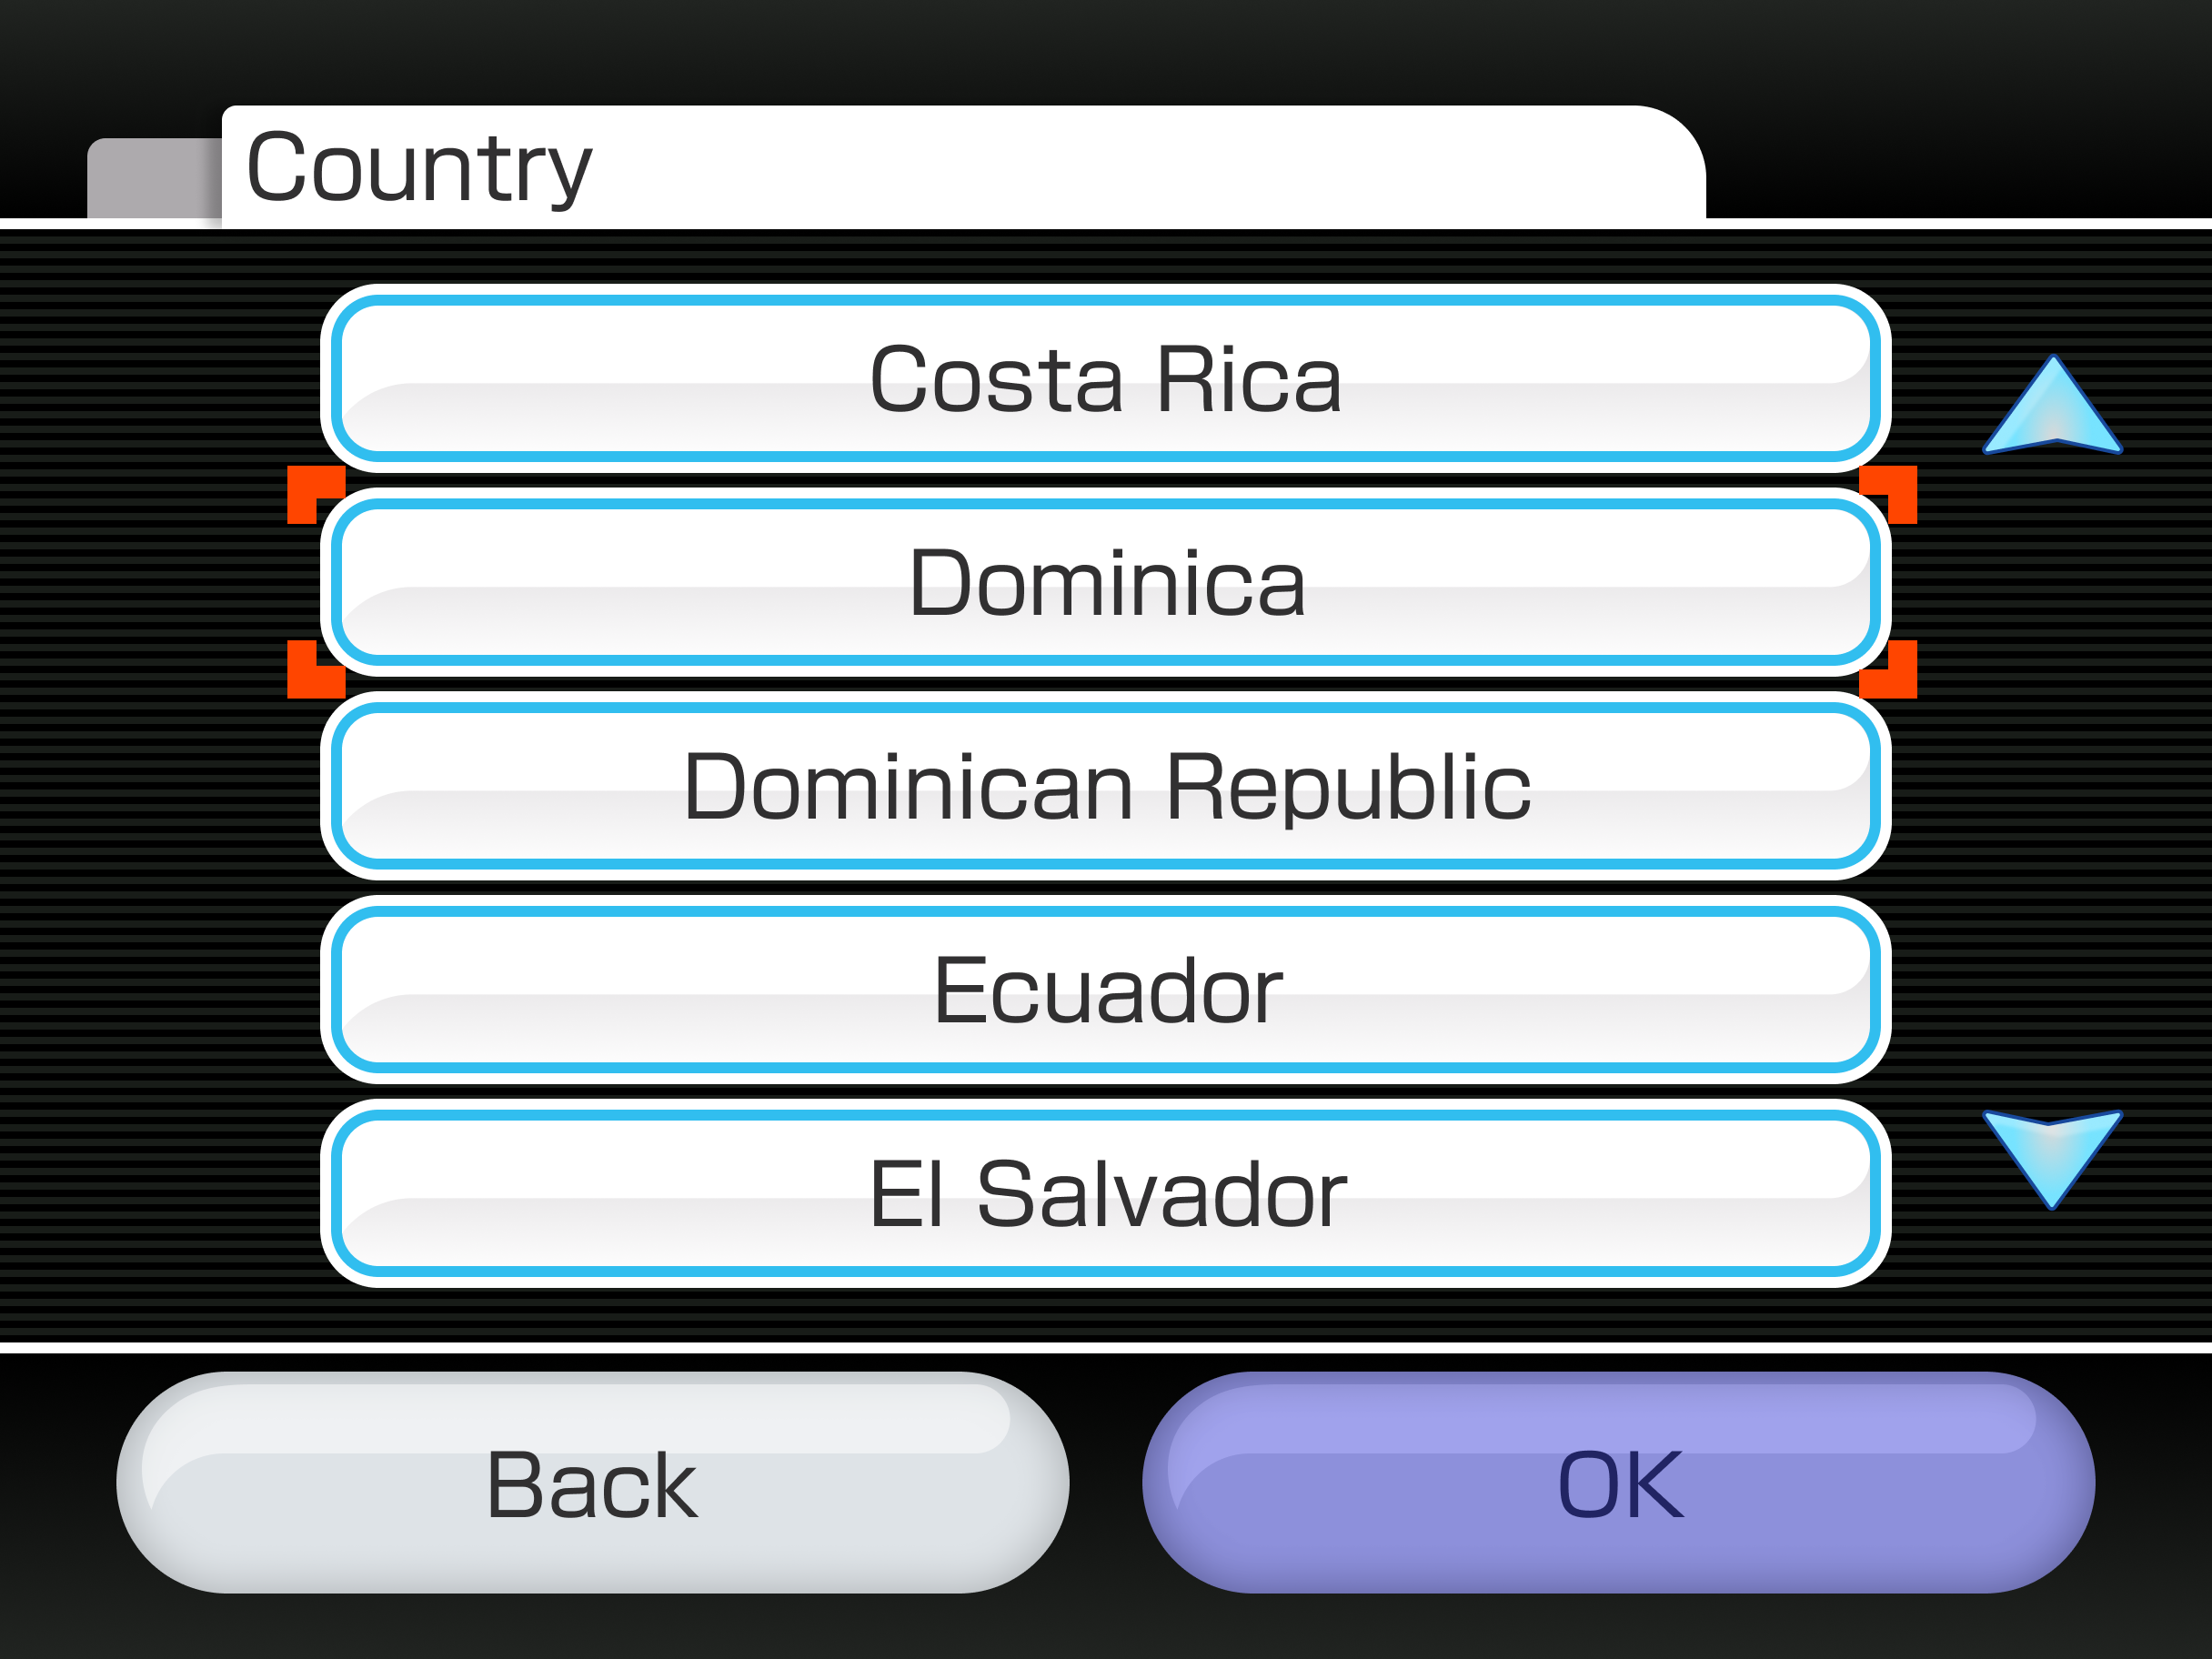 Country
Costa Rica
Dominica
Dominican Republic
Ecuador
El Salvador
Back
OK